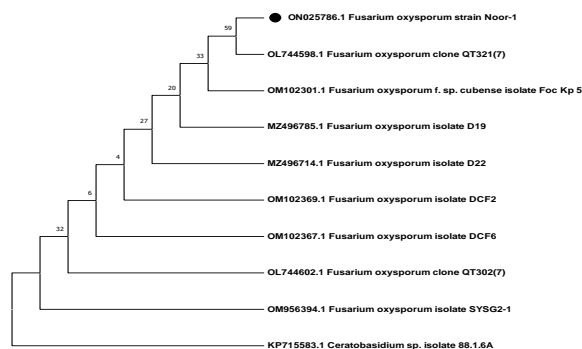 ON025786.1 Fusarium oxysporum strain Noor-1
59
OL744598.1 Fusarium oxysporum clone QT321(7)
33
OM102301.1 Fusarium oxysporum f. sp. cubense isolate Foc Kp 5
20
MZ496785.1 Fusarium oxysporum isolate D19
27
MZ496714.1 Fusarium oxysporum isolate D22
4
OM102369.1 Fusarium oxysporum isolate DCF2
6
OM102367.1 Fusarium oxysporum isolate DCF6
32
OL744602.1 Fusarium oxysporum clone QT302(7)
OM956394.1 Fusarium oxysporum isolate SYSG2-1
KP715583.1 Ceratobasidium sp. isolate 88.1.6A